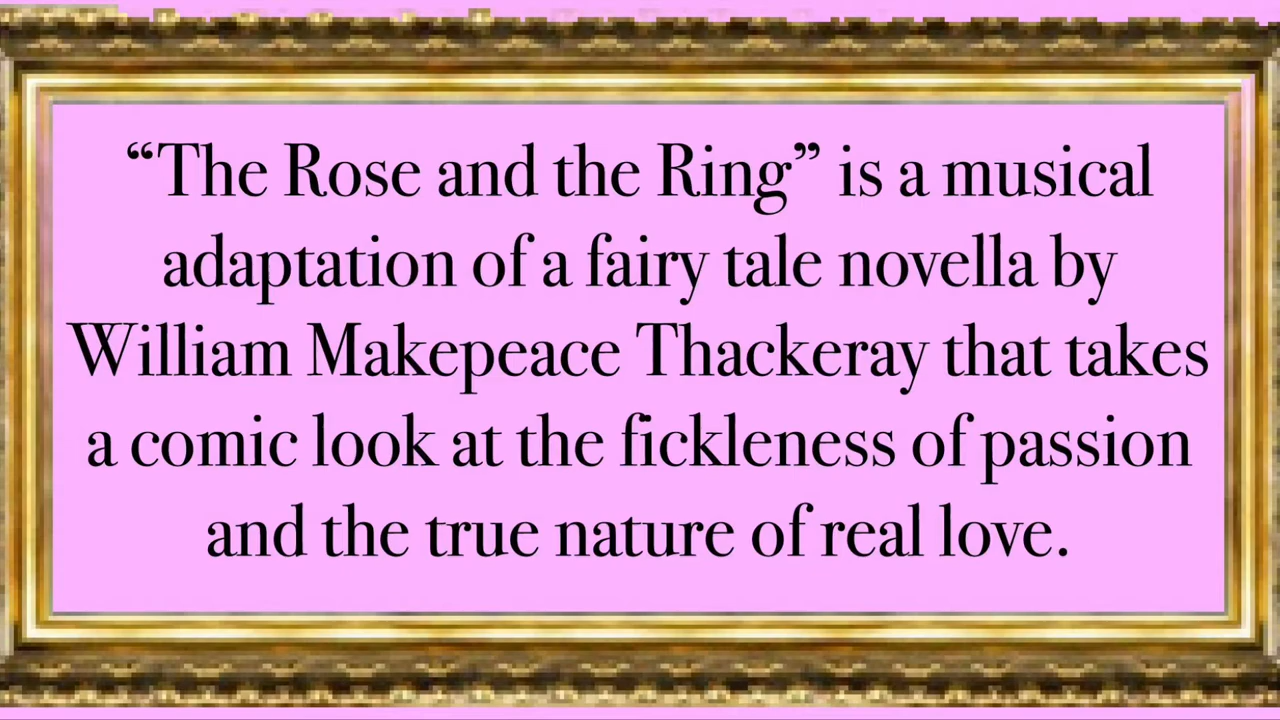 “The Rose and the Ring” is a musical
adaptation of a fairy tale novella by
William Makepeace Thackeray that takes
a comic look at the fickleness of passion
and the true nature of real love.